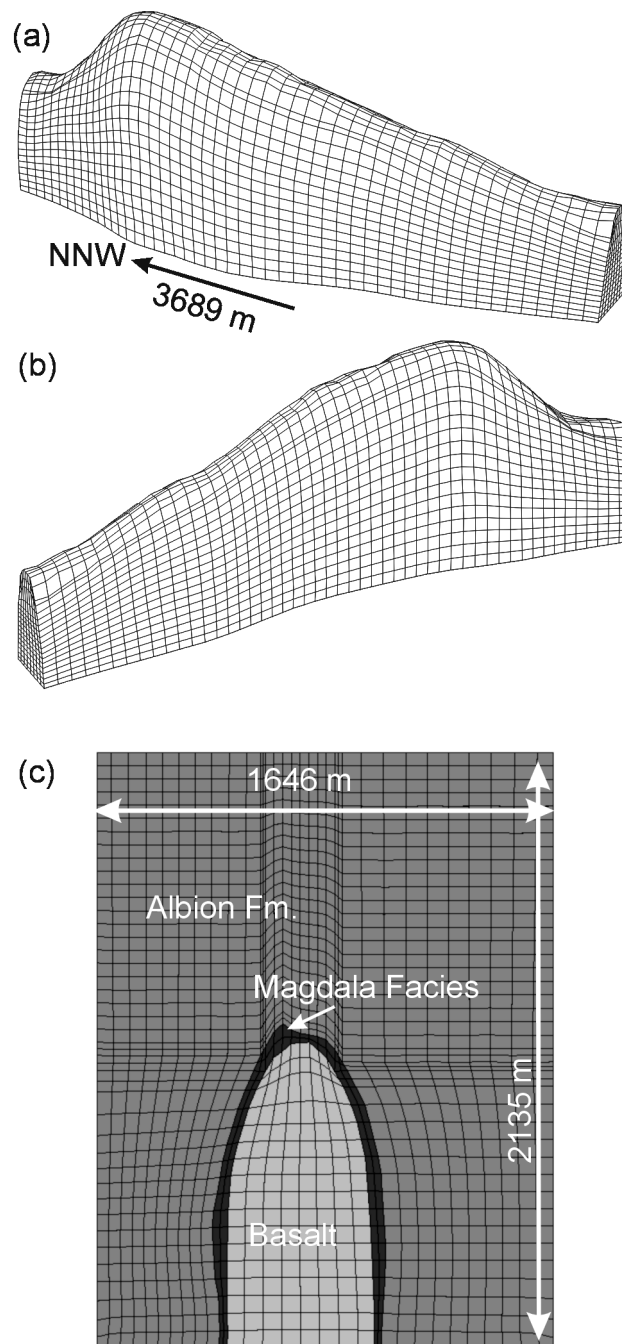 (a)
NNW
3689 m
(b)
(c)
1646 m
Albion Fm.
Magdala Facies
2135 m
Basalt